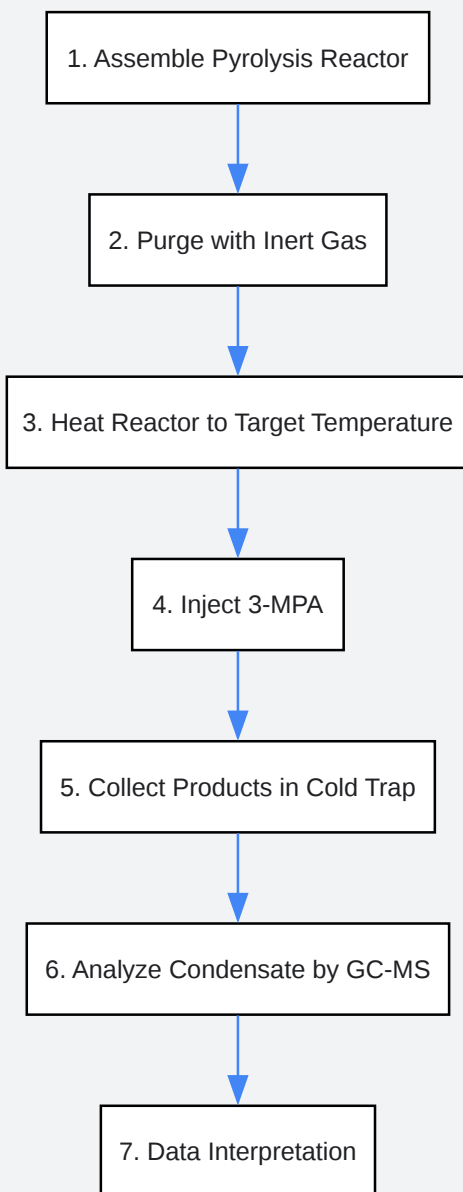 1. Assemble Pyrolysis Reactor
2. Purge with Inert Gas
3. Heat Reactor to Target Temperature
4. Inject 3-MPA
5. Collect Products in Cold Trap
6. Analyze Condensate by GC-MS
7. Data Interpretation